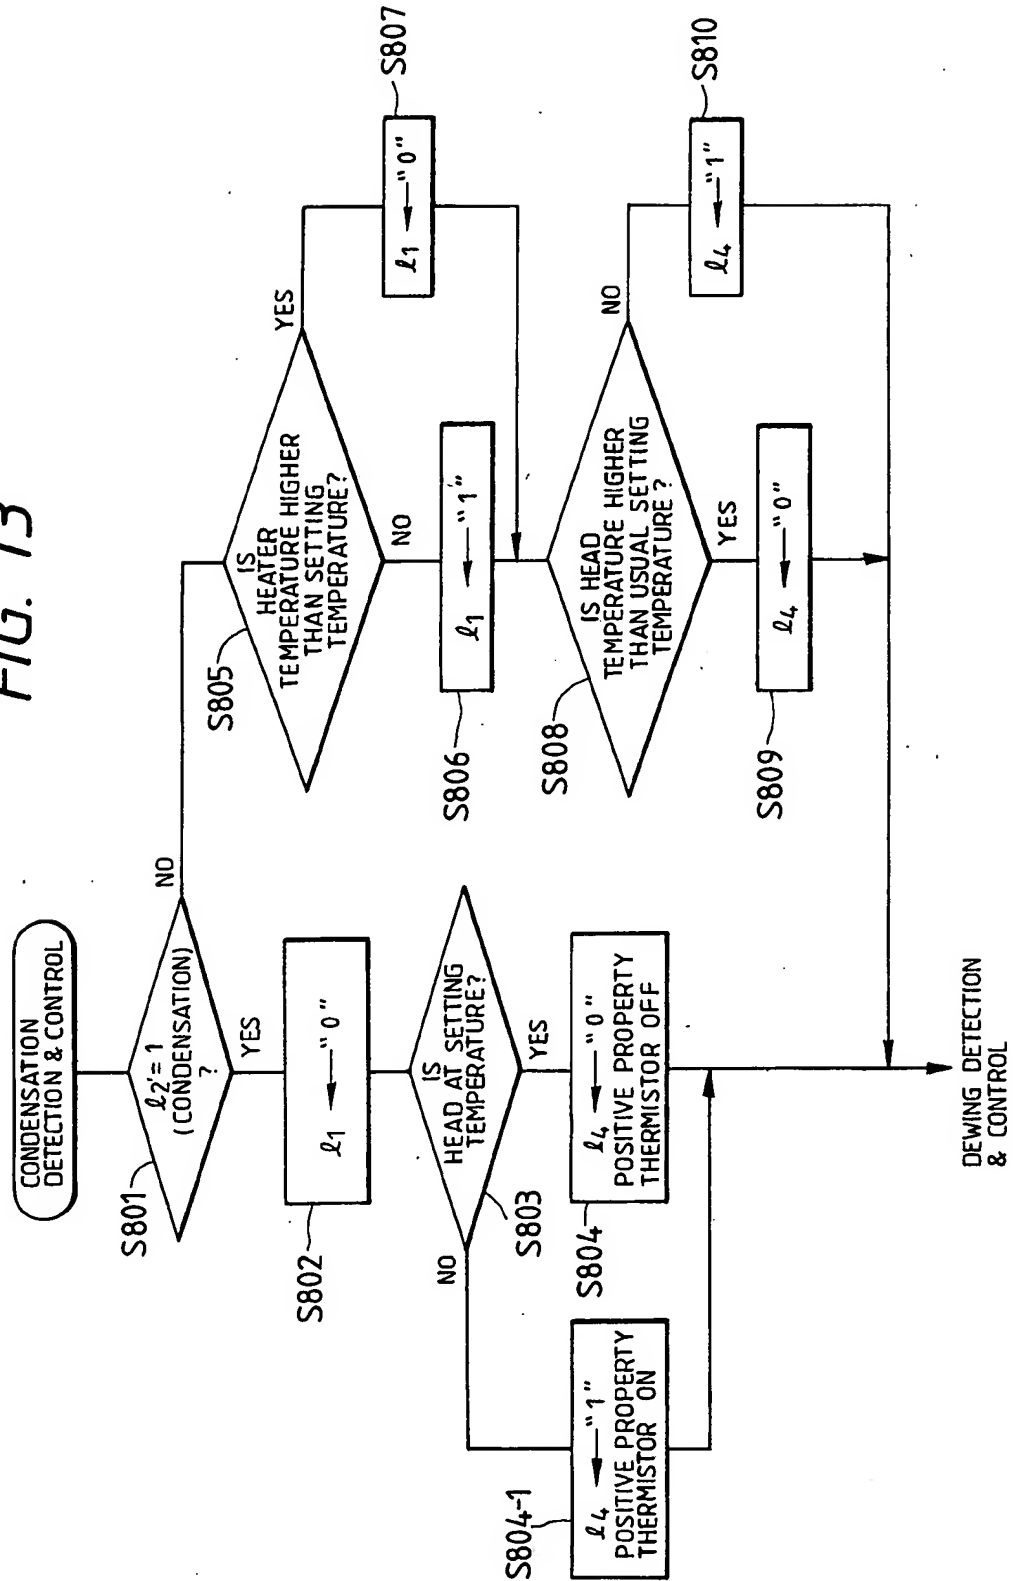 FIG. 13
CONDENSATION
DETECTION & CONTROL
S801
ℓ2'=1
(CONDENSATION)
?
NO
YES
S802
ℓ1 → "0"
S803
IS
HEAD AT SETTING
TEMPERATURE?
NO
YES
S804
ℓ4 → "0"
POSITIVE PROPERTY
THERMISTOR OFF
S804-1
ℓ4 → "1"
POSITIVE PROPERTY
THERMISTOR ON
S805
IS
HEATER
TEMPERATURE HIGHER
THAN SETTING
TEMPERATURE?
YES
NO
S806
ℓ1 → "1"
S807
ℓ1 → "0"
S808
IS HEAD
TEMPERATURE HIGHER
THAN USUAL SETTING
TEMPERATURE?
NO
YES
S809
ℓ4 → "0"
S810
ℓ4 → "1"
DEWING DETECTION
& CONTROL